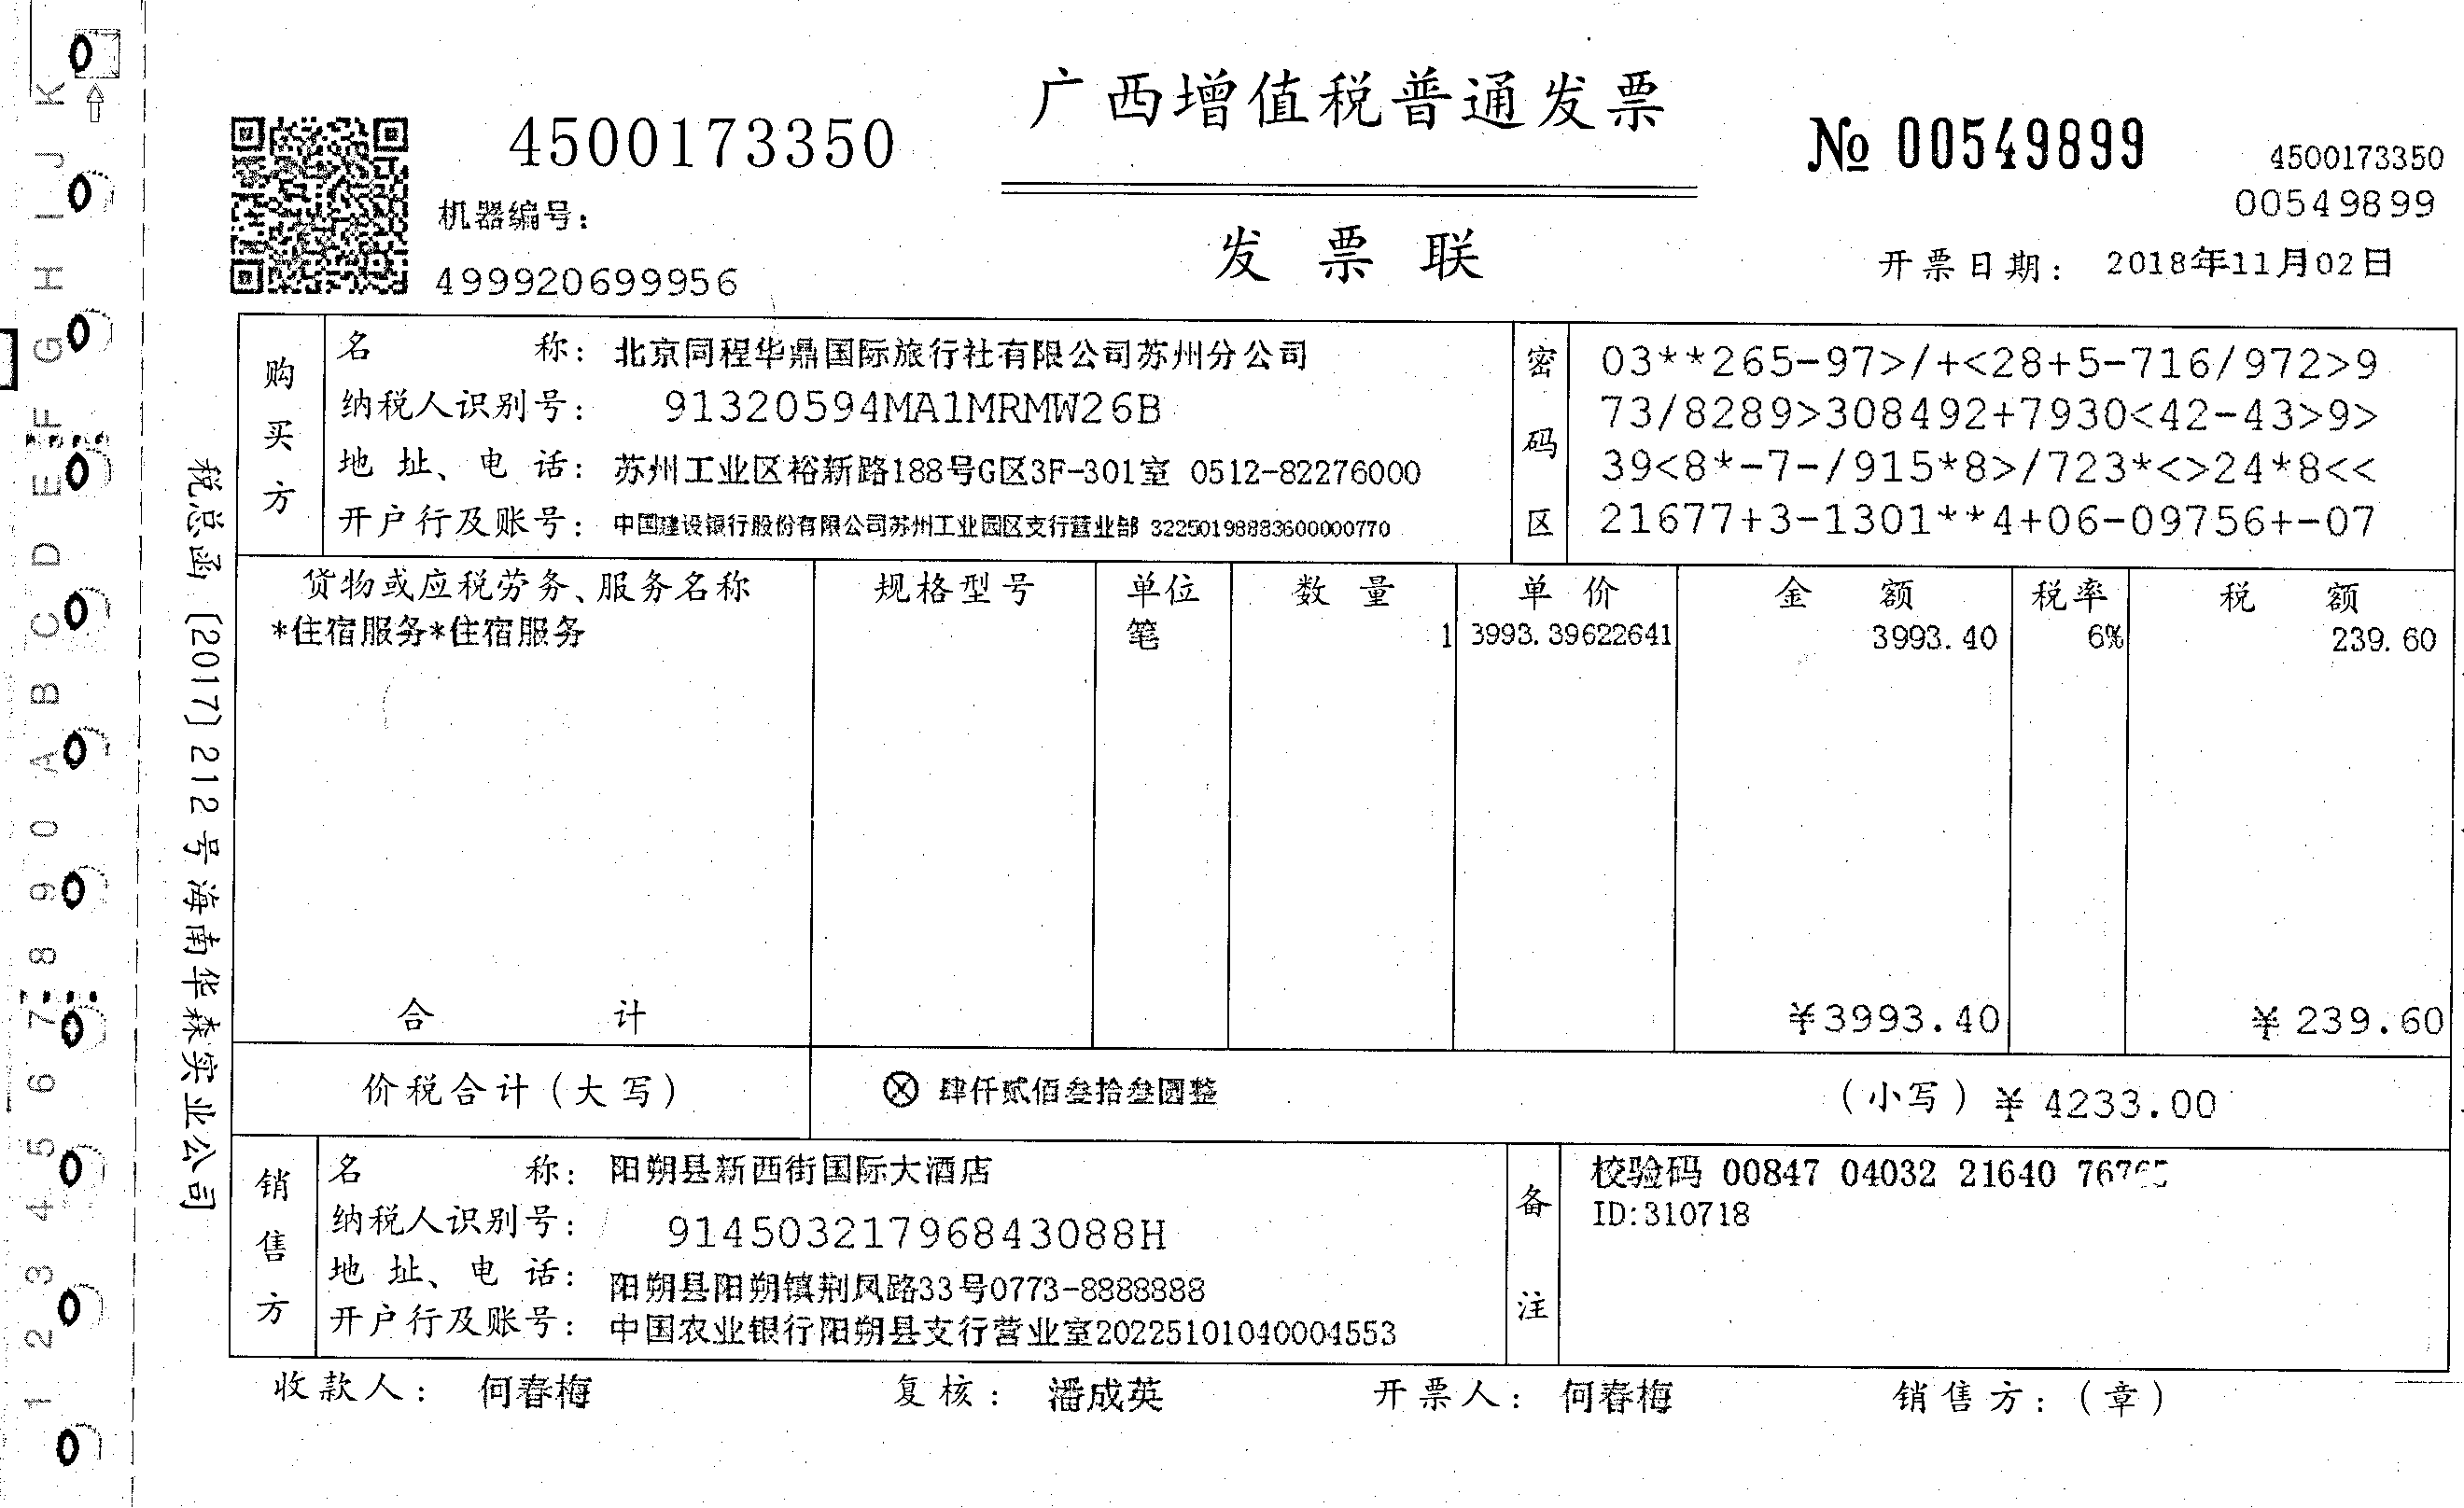 广西增值税普通发票
4500173350
№ 00549899
4500173350
00549899
机器编号：
499920699956
发票联
开票日期： 2018年11月02日
购买方
名称： 北京同程华鼎国际旅行社有限公司苏州分公司
纳税人识别号： 91320594MA1MRMW26B
地址、电话： 苏州工业区裕新路188号G区3F-301室 0512-82276000
开户行及账号： 中国建设银行股份有限公司苏州工业园区支行营业部 32250198883600000770
密码区
03**265-97>/+<28+5-716/972>9
73/8289>308492+7930<42-43>9>
39<8*-7-/915*8>/723*<>24*8<<
21677+3-1301**4+06-09756+-07
货物或应税劳务、服务名称 规格型号 单位 数量 单价 金额 税率 税额
*住宿服务*住宿服务 笔 1 3993.39622641 3993.40 6% 239.60
合计 ¥3993.40 ¥239.60
价税合计（大写） ⊗ 肆仟贰佰叁拾叁圆整 （小写）¥4233.00
销售方
名称： 阳朔县新西街国际大酒店
纳税人识别号： 91450321796843088H
地址、电话： 阳朔县阳朔镇荆凤路33号0773-8888888
开户行及账号： 中国农业银行阳朔县支行营业室20225101040004553
备注
校验码 00847 04032 21640
ID:310718
收款人： 何春梅 复核： 潘成英 开票人： 何春梅 销售方：（章）
税总函〔2017〕212号海南华森实业公司
1 2 3 4 5 6 7 8 9 0 A B C D E F G H I J K